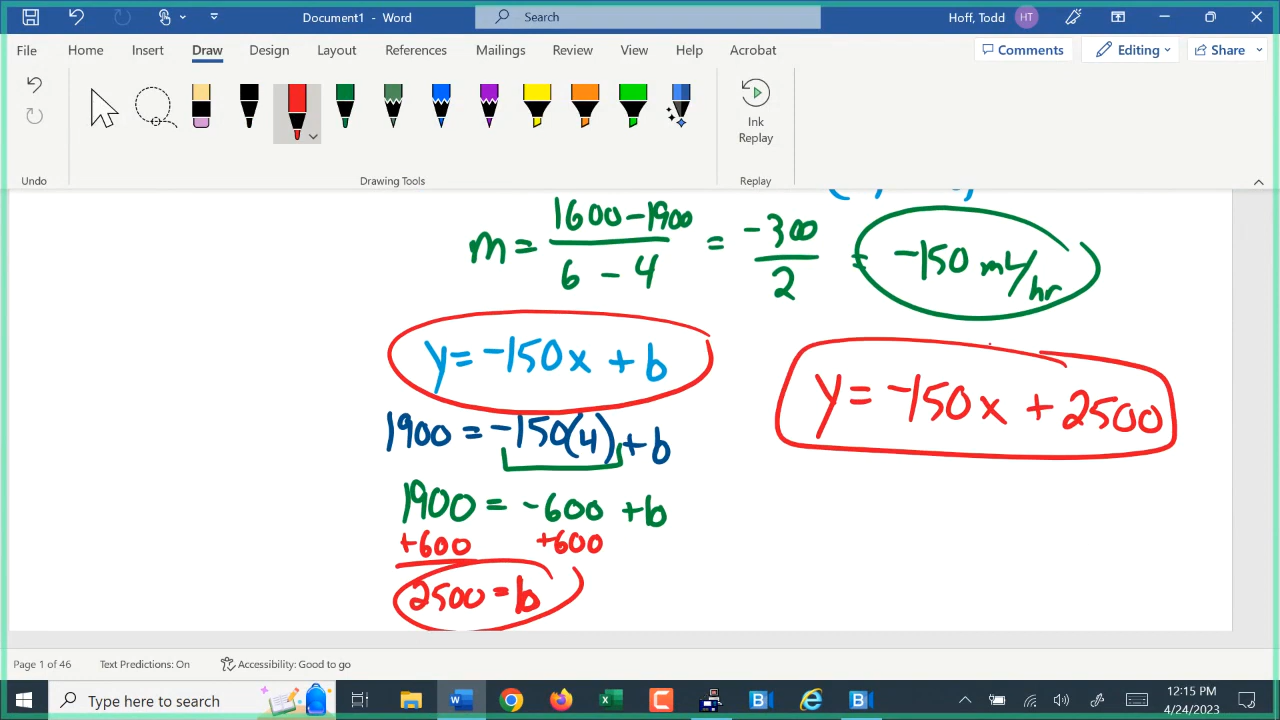 Document1 - Word
Search
Hoff, Todd
HT
File
Home
Insert
Draw
Design
Layout
References
Mailings
Review
View
Help
Acrobat
Comments
Editing
Share
Ink
Replay
Undo
Drawing Tools
Replay
m = 1600 - 1900 / 6 - 4 = -300 / 2 = -150 mL/hr
y = -150x + b
y = -150x + 2500
1900 = -150(4) + b
1900 = -600 + b
+600 +600
2500 = b
Page 1 of 46
Text Predictions: On
Accessibility: Good to go
Type here to search
12:15 PM
4/24/2023